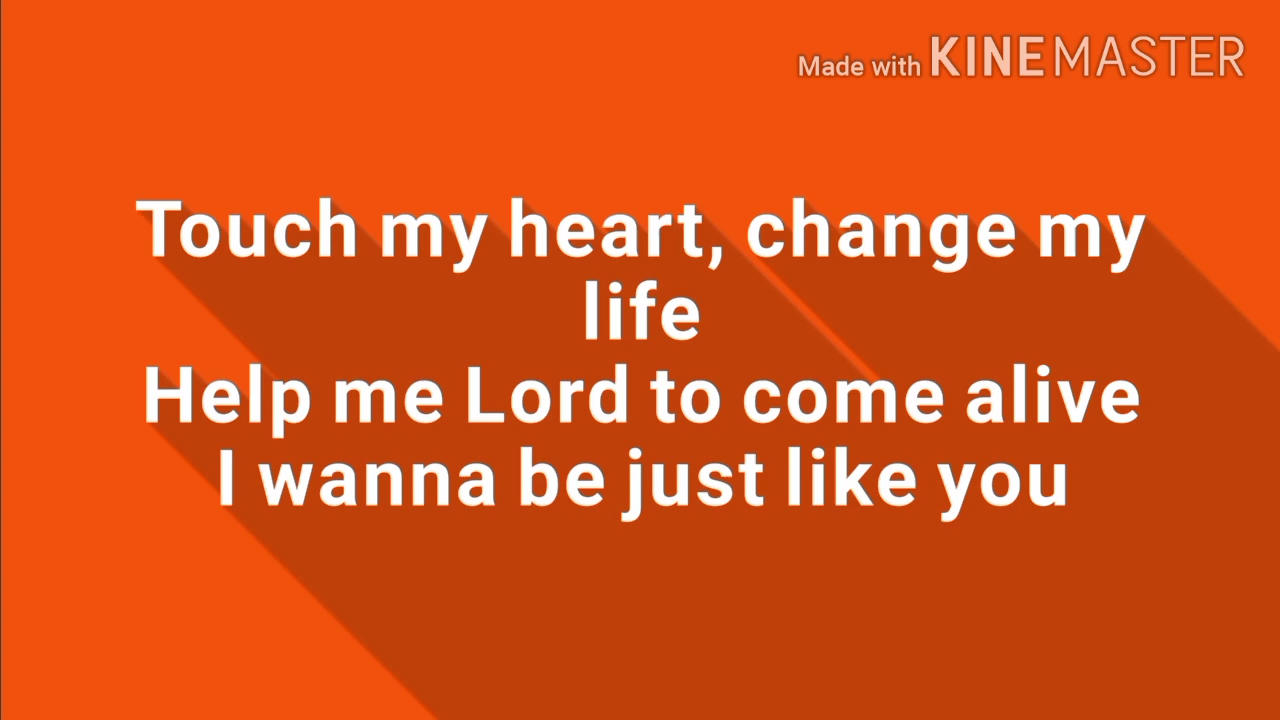 Made with KINEMASTER
Touch my heart, change my
life
Help me Lord to come alive
I wanna be just like you